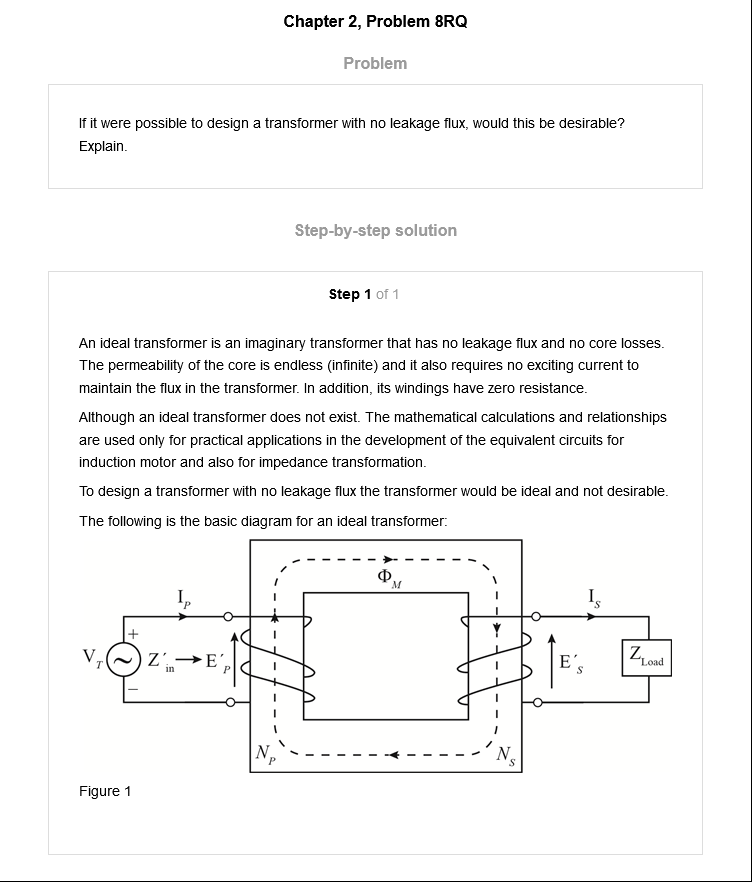 Chapter 2, Problem 8RQ
Problem
If it were possible to design a transformer with no leakage flux, would this be desirable?
Explain.
Step-by-step solution
Step 1 of 1
An ideal transformer is an imaginary transformer that has no leakage flux and no core losses.
The permeability of the core is endless (infinite) and it also requires no exciting current to
maintain the flux in the transformer. In addition, its windings have zero resistance.
Although an ideal transformer does not exist. The mathematical calculations and relationships
are used only for practical applications in the development of the equivalent circuits for
induction motor and also for impedance transformation.
To design a transformer with no leakage flux the transformer would be ideal and not desirable.
The following is the basic diagram for an ideal transformer:
Φ_M
I_P
I_S
+
V_T Z´_in E´_P
E´_S
Z_Load
−
N_P
N_S
Figure 1